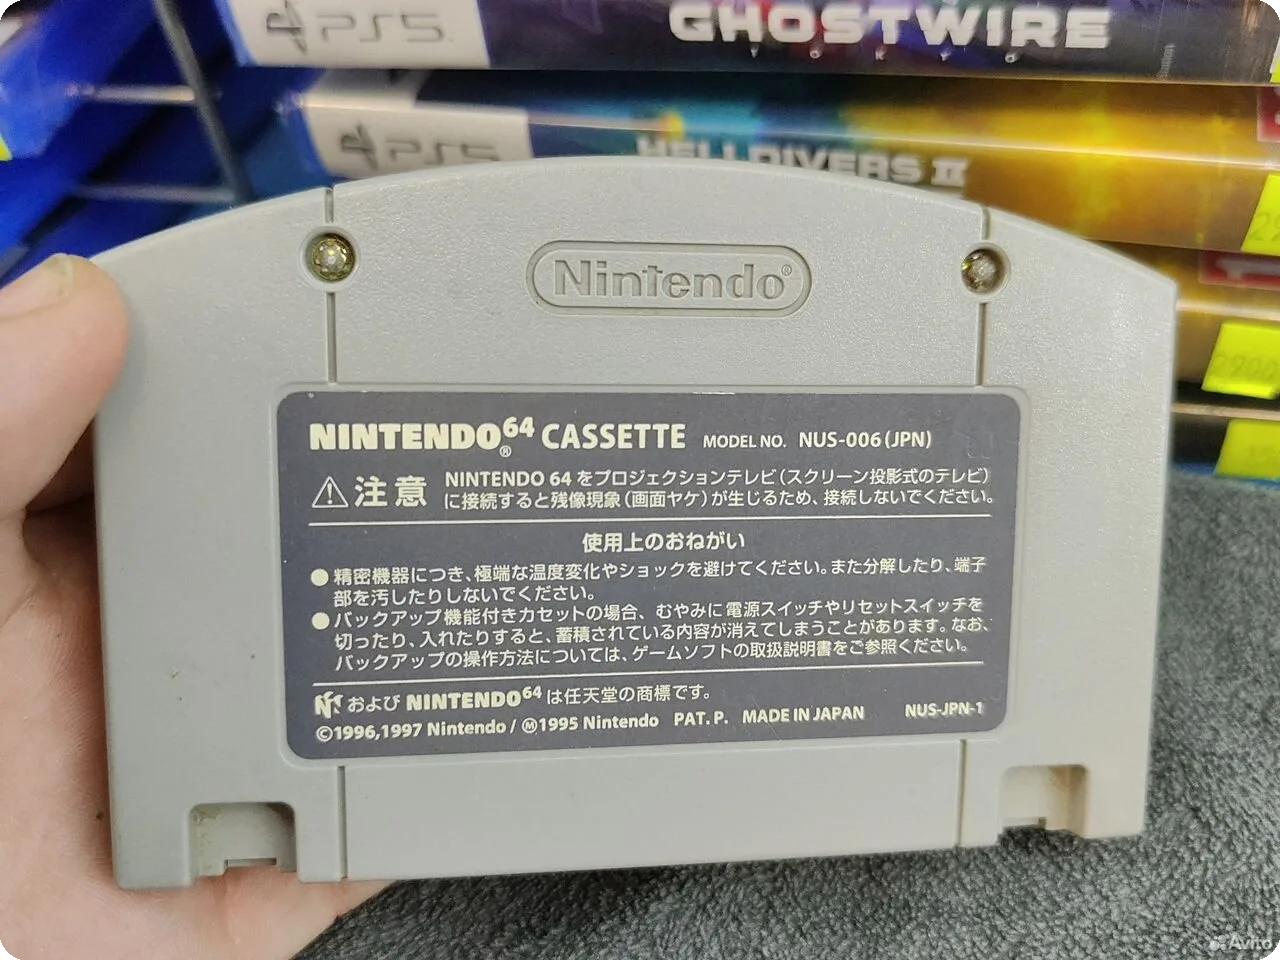 PS5
GHOSTWIRE
TOKYO
PS5
HELLDIVERS II
Nintendo®
NINTENDO®64 CASSETTE MODEL NO. NUS-006(JPN)
注意 NINTENDO 64 をプロジェクションテレビ(スクリーン投影式のテレビ)
に接続すると残像現象(画面ヤケ)が生じるため、接続しないでください。
使用上のおねがい
●精密機器につき、極端な温度変化やショックを避けてください。また分解したり、端子
部を汚したりしないでください。
●バックアップ機能付きカセットの場合、むやみに電源スイッチやリセットスイッチを
切ったり、入れたりすると、蓄積されている内容が消えてしまうことがあります。なお、
バックアップの操作方法については、ゲームソフトの取扱説明書をご参照ください。
および NINTENDO64 は任天堂の商標です。
©1996,1997 Nintendo / Ⓜ1995 Nintendo PAT. P. MADE IN JAPAN NUS-JPN-1
Avito